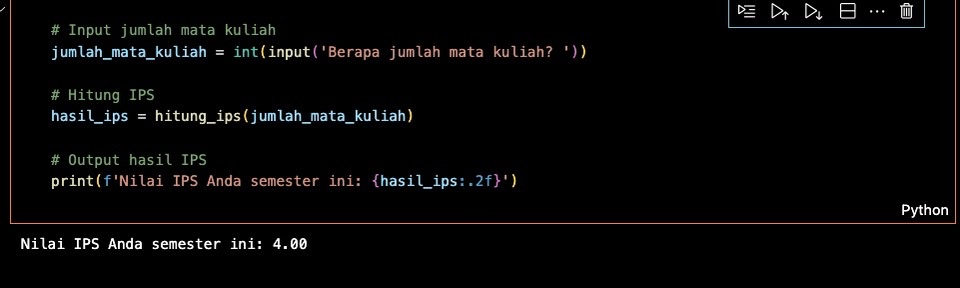 # Input jumlah mata kuliah
jumlah_mata_kuliah = int(input('Berapa jumlah mata kuliah? '))
# Hitung IPS
hasil_ips = hitung_ips(jumlah_mata_kuliah)
# Output hasil IPS
print(f'Nilai IPS Anda semester ini: {hasil_ips:.2f}')
Python
Nilai IPS Anda semester ini: 4.00